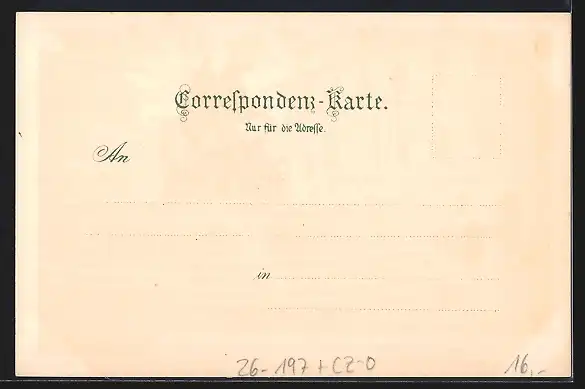 Correſpondenz-Karte.
Nur für die Adreſſe.
An
in
26-197+CZ-0
16,-